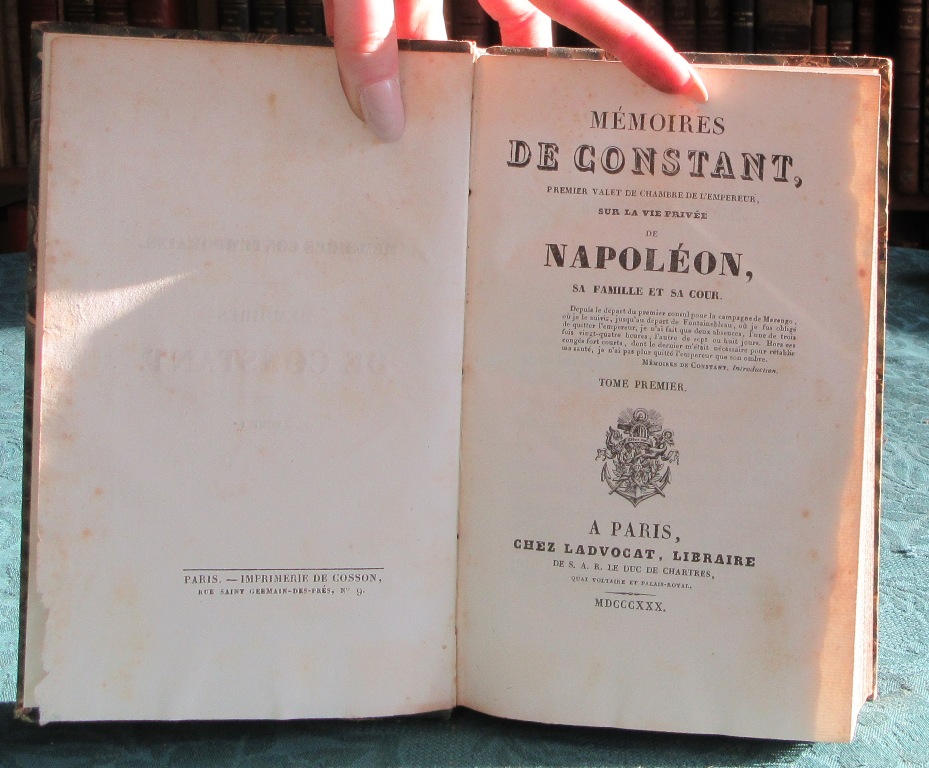 PARIS. — IMPRIMERIE DE COSSON,
RUE SAINT GERMAIN-DES-PRÉS, N° 9.
MÉMOIRES
DE CONSTANT,
PREMIER VALET DE CHAMBRE DE L'EMPEREUR,
SUR LA VIE PRIVÉE
DE
NAPOLÉON,
SA FAMILLE ET SA COUR.
Depuis le départ du premier consul pour la campagne de Marengo,
où je le suivis, jusqu'au départ de Fontainebleau, où je fus obligé
de quitter l'empereur, je n'ai fait que deux absences, l'une de trois
fois vingt-quatre heures, l'autre de sept ou huit jours. Hors ces
congés fort courts, dont le dernier m'était nécessaire pour rétablir
ma santé, je n'ai pas plus quitté l'empereur que son ombre.
MÉMOIRES DE CONSTANT, Introduction.
TOME PREMIER.
A PARIS,
CHEZ LADVOCAT, LIBRAIRE
DE S. A. R. LE DUC DE CHARTRES,
QUAI VOLTAIRE ET PALAIS-ROYAL.
MDCCCXXX.